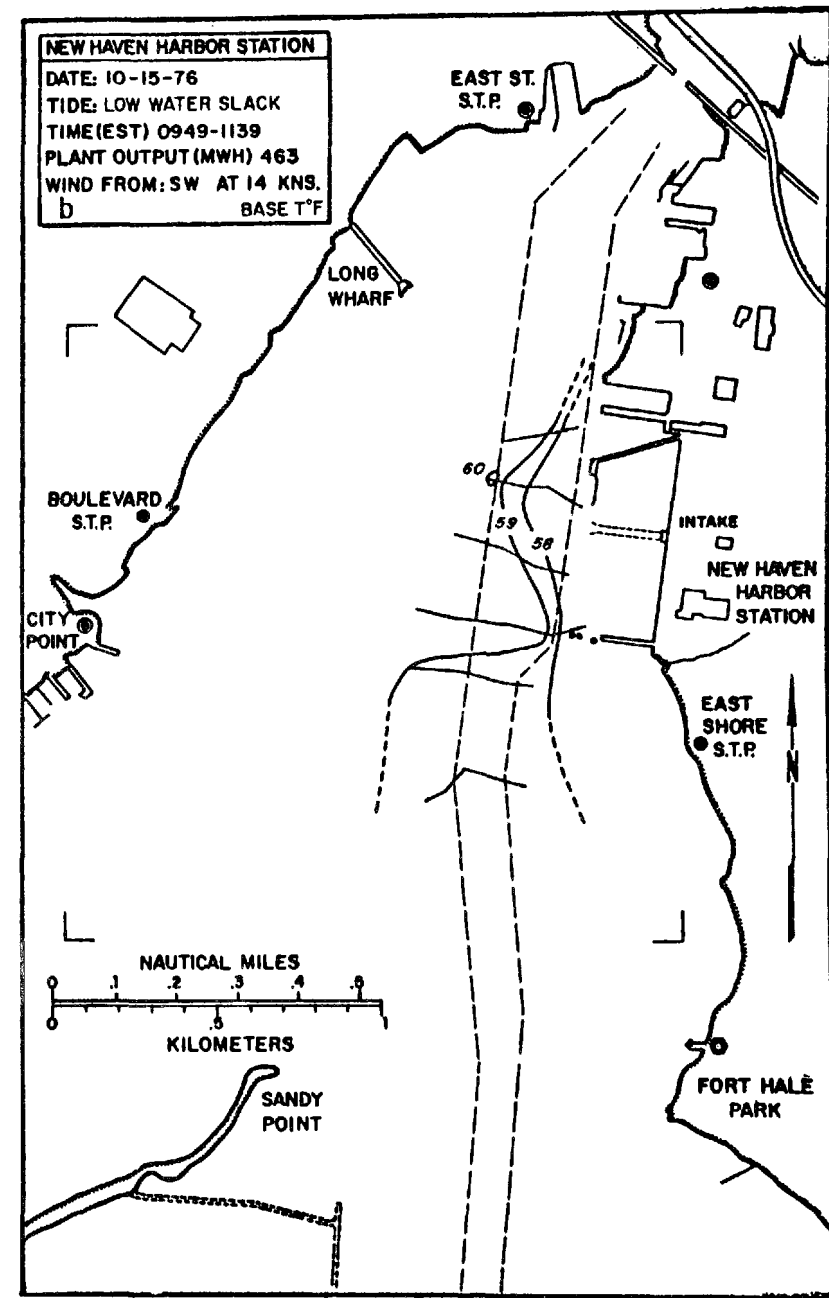 NEW HAVEN HARBOR STATION
DATE: 10-15-76
TIDE: LOW WATER SLACK
TIME(EST) 0949-1139
PLANT OUTPUT(MWH) 463
WIND FROM: SW AT 14 KNS.
b BASE T°F
EAST ST.
S.T.P.
LONG
WHARF
60
59
58
BOULEVARD
S.T.P.
INTAKE
NEW HAVEN
HARBOR
STATION
CITY
POINT
EAST
SHORE
S.T.P.
N
NAUTICAL MILES
0 .1 .2 .3 .4 .5
0 .5 1
KILOMETERS
SANDY
POINT
FORT HALE
PARK